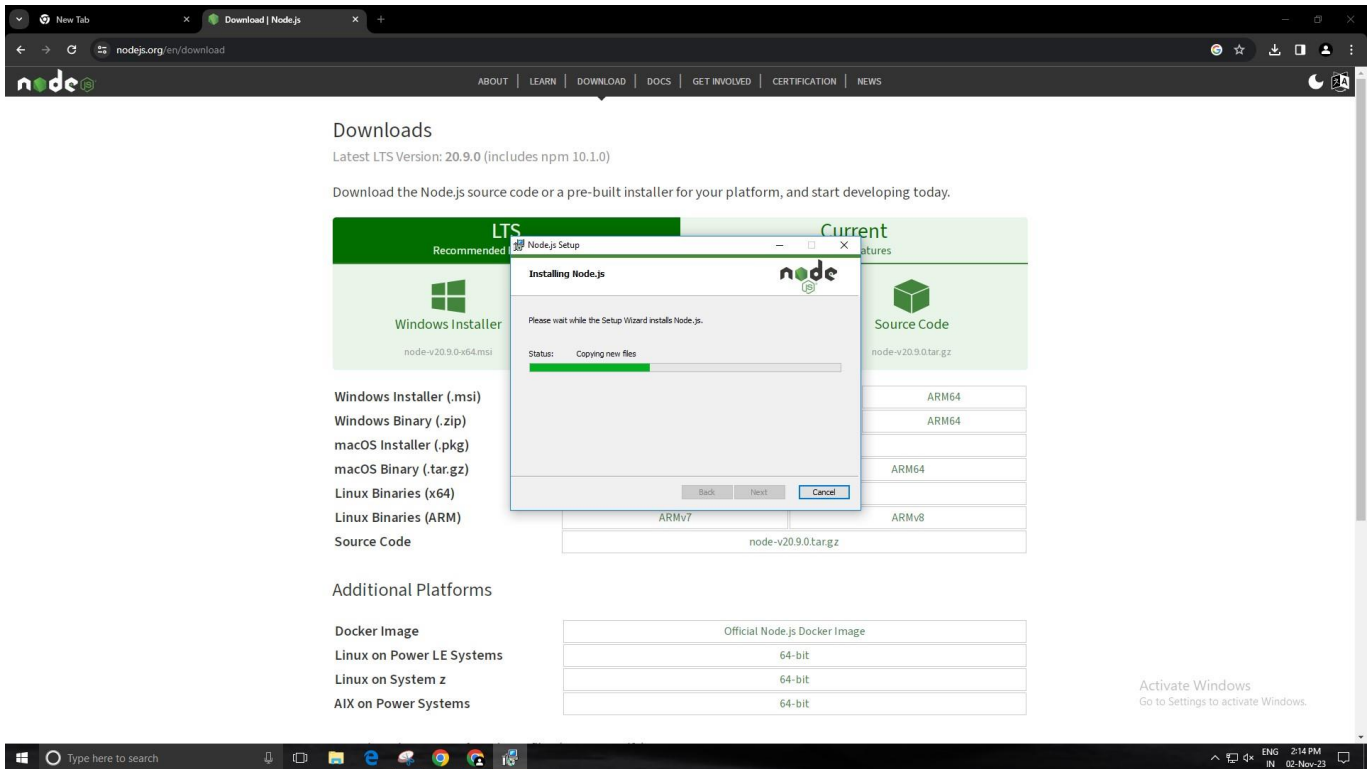 New Tab
Download | Node.js
nodejs.org/en/download
node JS
ABOUT | LEARN | DOWNLOAD | DOCS | GET INVOLVED | CERTIFICATION | NEWS
Downloads
Latest LTS Version: 20.9.0 (includes npm 10.1.0)
Download the Node.js source code or a pre-built installer for your platform, and start developing today.
LTS
Current
Recommended
atures
Node.js Setup
Installing Node.js
node JS
Please wait while the Setup Wizard installs Node.js.
Status: Copying new files
Back Next Cancel
Windows Installer
Source Code
node-v20.9.0-x64.msi
node-v20.9.0.tar.gz
Windows Installer (.msi) ARM64
Windows Binary (.zip) ARM64
macOS Installer (.pkg)
macOS Binary (.tar.gz) ARM64
Linux Binaries (x64)
Linux Binaries (ARM) ARMv7 ARMv8
Source Code node-v20.9.0.tar.gz
Additional Platforms
Docker Image Official Node.js Docker Image
Linux on Power LE Systems 64-bit
Linux on System z 64-bit
AIX on Power Systems 64-bit
Activate Windows
Go to Settings to activate Windows.
Type here to search
ENG 2:14 PM
IN 02-Nov-23